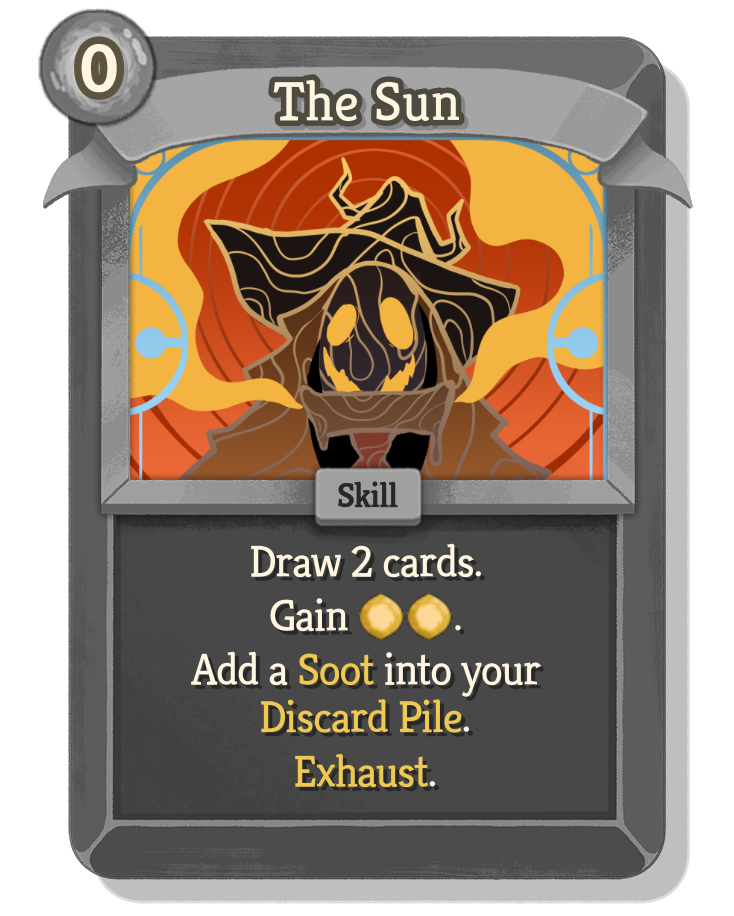 0
The Sun
Skill
Draw 2 cards.
Gain .
Add a Soot into your
Discard Pile.
Exhaust.